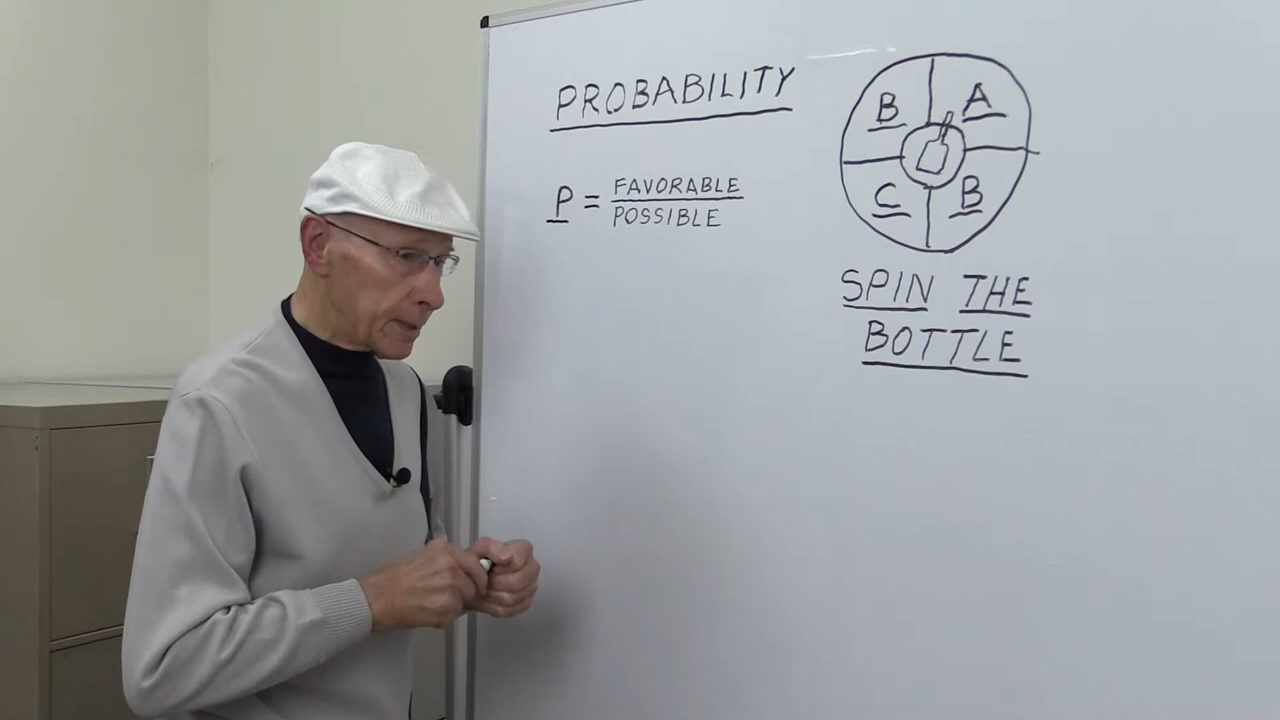 PROBABILITY
P = FAVORABLE
POSSIBLE
B A
C B
SPIN THE
BOTTLE